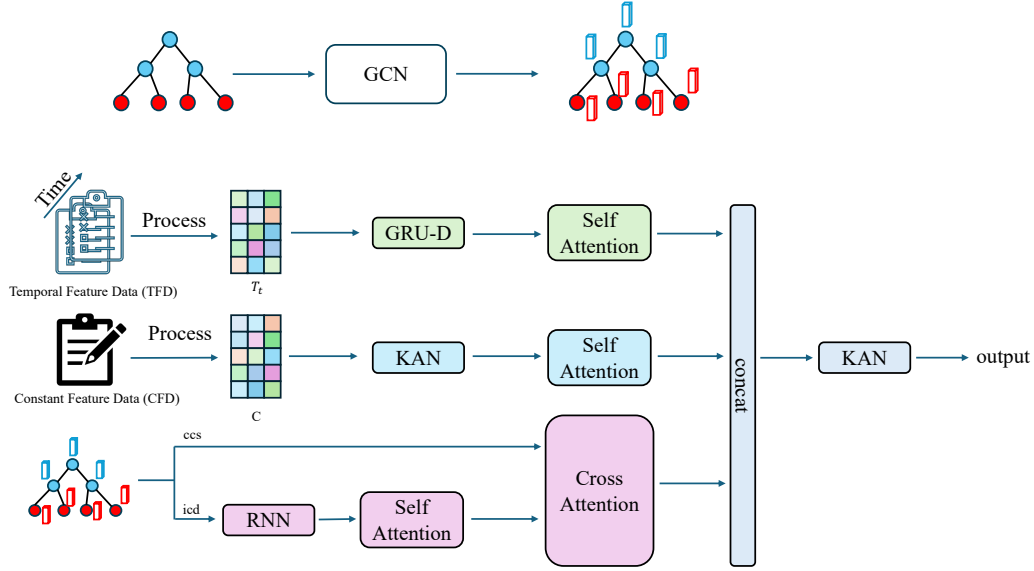 GCN
Time
Process
GRU-D
Self
Attention
Temporal Feature Data (TFD)
T_t
Process
KAN
Self
Attention
concat
KAN
output
Constant Feature Data (CFD)
C
ccs
Cross
Attention
icd
RNN
Self
Attention